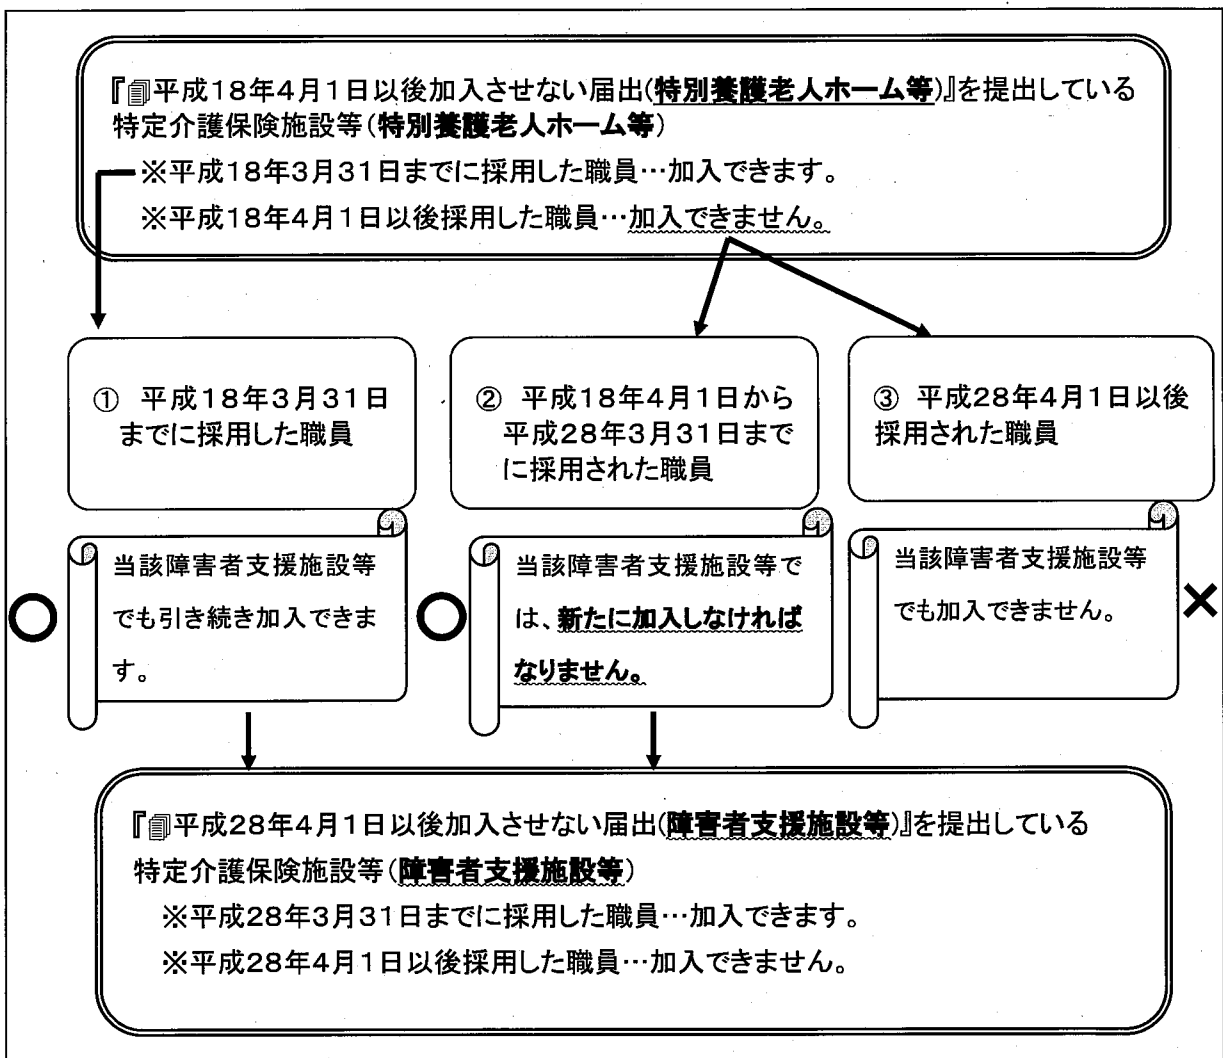 『平成18年4月1日以後加入させない届出(特別養護老人ホーム等)』を提出している
特定介護保険施設等(特別養護老人ホーム等)
※平成18年3月31日までに採用した職員…加入できます。
※平成18年4月1日以後採用した職員…加入できません。
① 平成18年3月31日
までに採用した職員
② 平成18年4月1日から
平成28年3月31日まで
に採用された職員
③ 平成28年4月1日以後
採用された職員
○
当該障害者支援施設等
でも引き続き加入できま
す。
○
当該障害者支援施設等で
は、新たに加入しなければ
なりません。
当該障害者支援施設等
でも加入できません。
×
『平成28年4月1日以後加入させない届出(障害者支援施設等)』を提出している
特定介護保険施設等(障害者支援施設等)
※平成28年3月31日までに採用した職員…加入できます。
※平成28年4月1日以後採用した職員…加入できません。